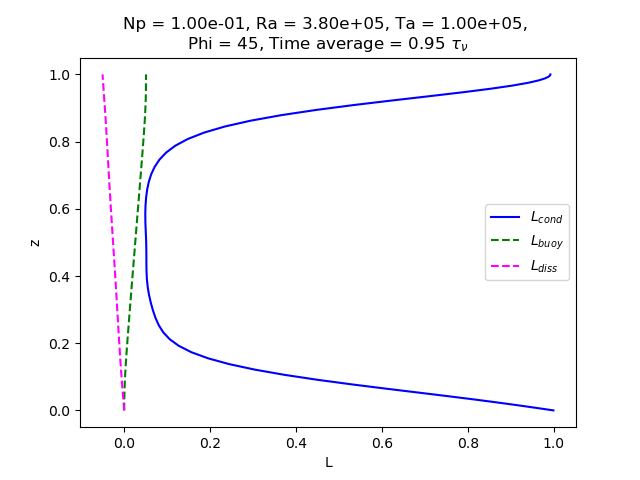 Np = 1.00e-01, Ra = 3.80e+05, Ta = 1.00e+05,
Phi = 45, Time average = 0.95 τ_ν
1.0
0.8
0.6
0.4
0.2
0.0
z
L_cond
L_buoy
L_diss
0.0 0.2 0.4 0.6 0.8 1.0
L